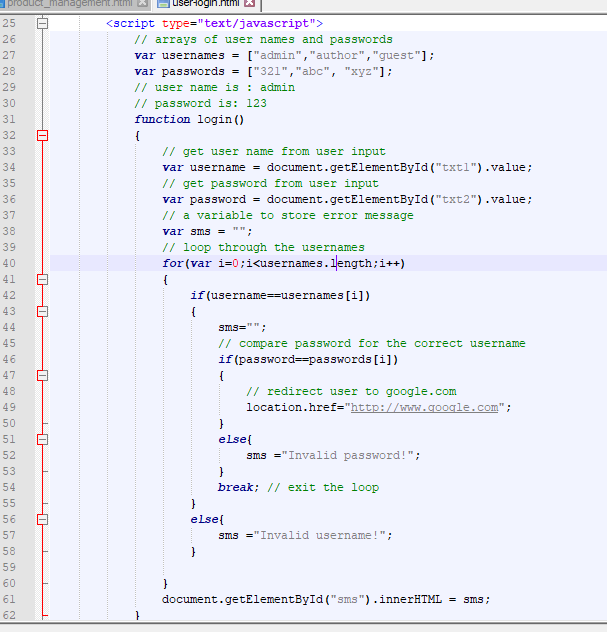 product_management.html user-login.html
25 <script type="text/javascript">
26 // arrays of user names and passwords
27 var usernames = ["admin","author","guest"];
28 var passwords = ["321","abc", "xyz"];
29 // user name is : admin
30 // password is: 123
31 function login()
32 {
33 // get user name from user input
34 var username = document.getElementById("txt1").value;
35 // get password from user input
36 var password = document.getElementById("txt2").value;
37 // a variable to store error message
38 var sms = "";
39 // loop through the usernames
40 for(var i=0;i<usernames.length;i++)
41 {
42 if(username==usernames[i])
43 {
44 sms="";
45 // compare password for the correct username
46 if(password==passwords[i])
47 {
48 // redirect user to google.com
49 location.href="http://www.google.com";
50 }
51 else{
52 sms ="Invalid password!";
53 }
54 break; // exit the loop
55 }
56 else{
57 sms ="Invalid username!";
58 }
59
60 }
61 document.getElementById("sms").innerHTML = sms;
62 }